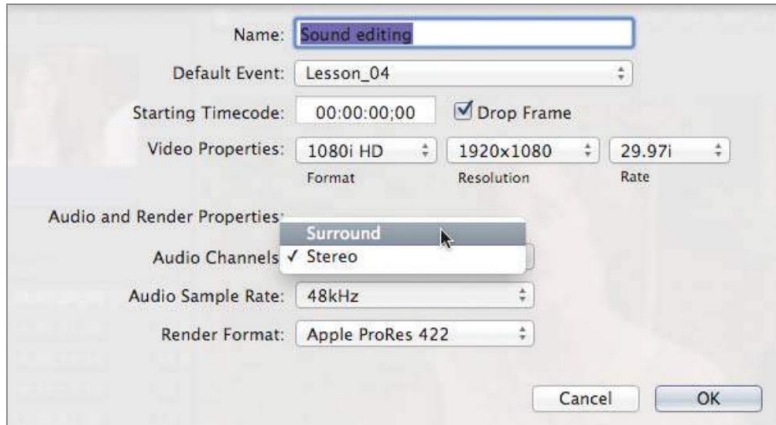 Name: Sound editing
Default Event: Lesson_04
Starting Timecode: 00:00:00;00 Drop Frame
Video Properties: 1080i HD 1920x1080 29.97i
Format Resolution Rate
Audio and Render Properties:
Surround
Audio Channels ✓ Stereo
Audio Sample Rate: 48kHz
Render Format: Apple ProRes 422
Cancel OK